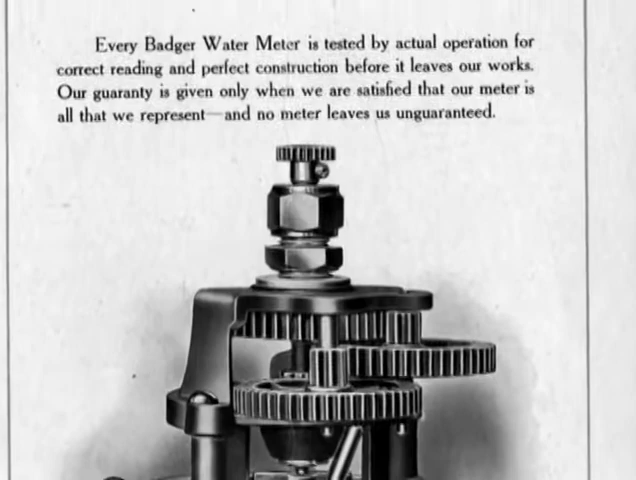 Every Badger Water Meter is tested by actual operation for
correct reading and perfect construction before it leaves our works.
Our guaranty is given only when we are satisfied that our meter is
all that we represent—and no meter leaves us unguaranteed.